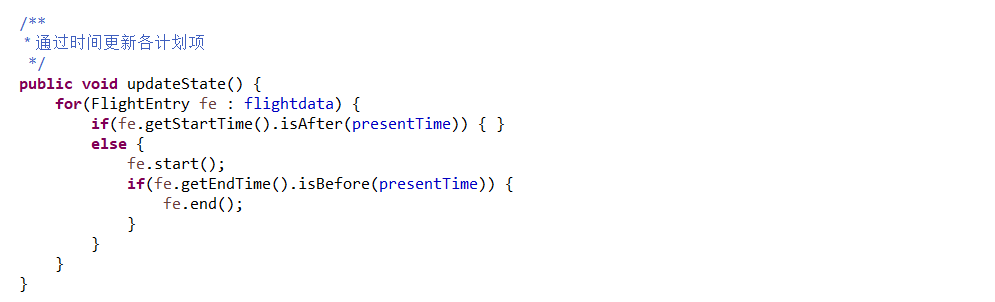 /**
 * 通过时间更新各计划项
 */
public void updateState() {
    for(FlightEntry fe : flightdata) {
        if(fe.getStartTime().isAfter(presentTime)) { }
        else {
            fe.start();
            if(fe.getEndTime().isBefore(presentTime)) {
                fe.end();
            }
        }
    }
}